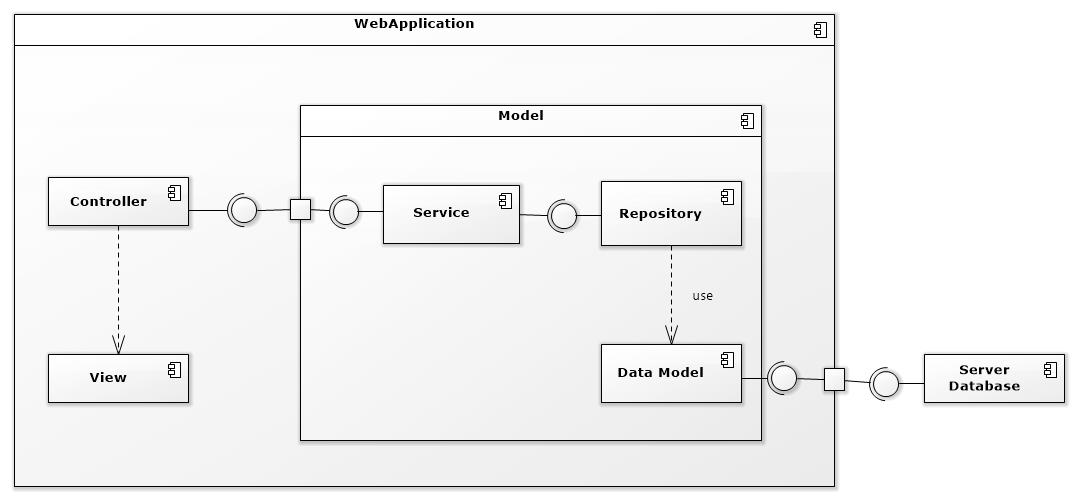 WebApplication
Model
Controller
Service
Repository
use
View
Data Model
Server
Database